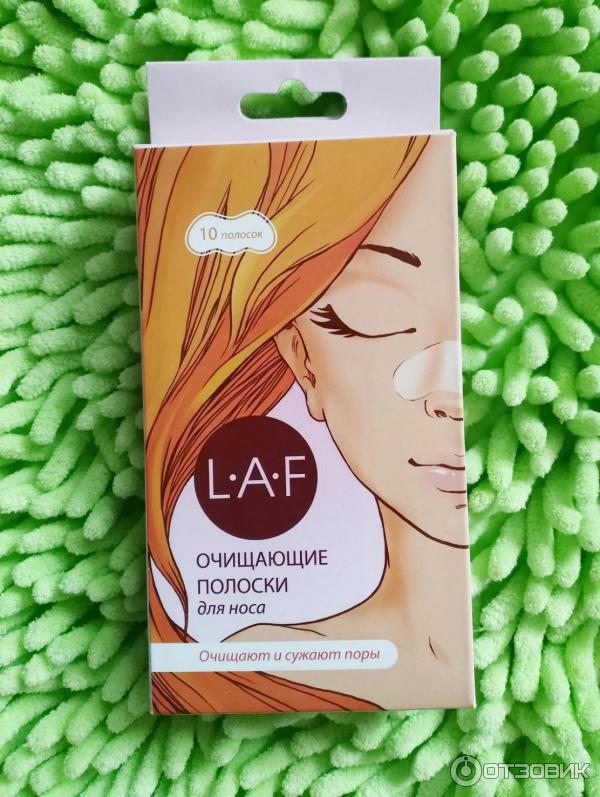 10 полосок
L·A·F
ОЧИЩАЮЩИЕ
ПОЛОСКИ
для носа
Очищают и сужают поры
ОТЗОВИК